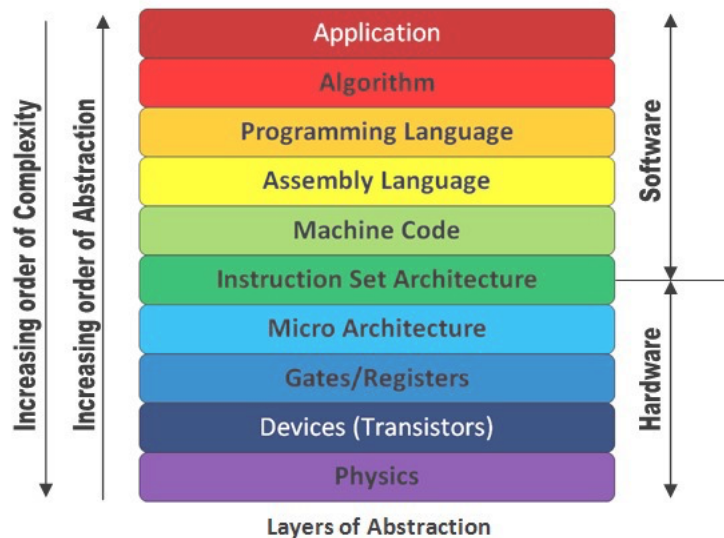 Increasing order of Complexity
Increasing order of Abstraction
Application
Algorithm
Programming Language
Assembly Language
Machine Code
Instruction Set Architecture
Micro Architecture
Gates/Registers
Devices (Transistors)
Physics
Software
Hardware
Layers of Abstraction